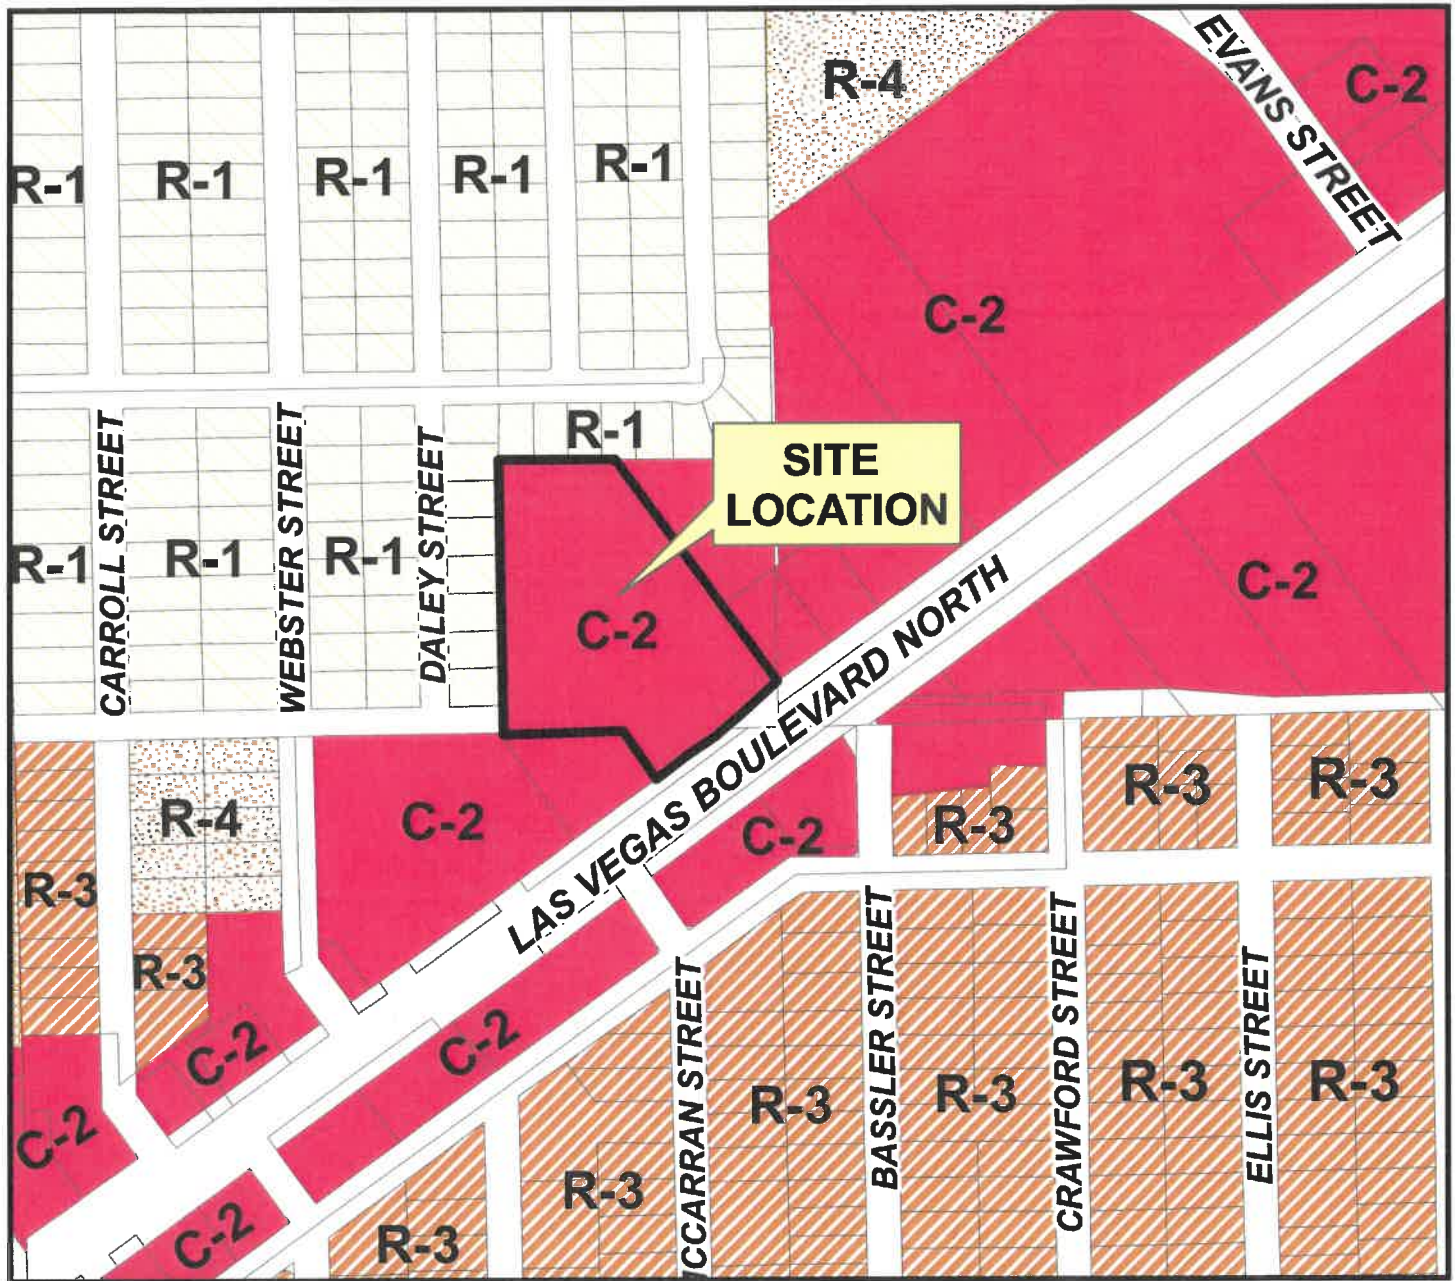 R-4
C-2
EVANS STREET
R-1
R-1
R-1
R-1
R-1
C-2
R-1
SITE
LOCATION
CARROLL STREET
WEBSTER STREET
DALEY STREET
R-1
R-1
R-1
C-2
C-2
LAS VEGAS BOULEVARD NORTH
R-4
C-2
C-2
R-3
R-3
R-3
R-3
R-3
C-2
C-2
C-2
MCCARRAN STREET
BASSLER STREET
CRAWFORD STREET
ELLIS STREET
R-3
R-3
R-3
R-3
R-3
R-3
C-2